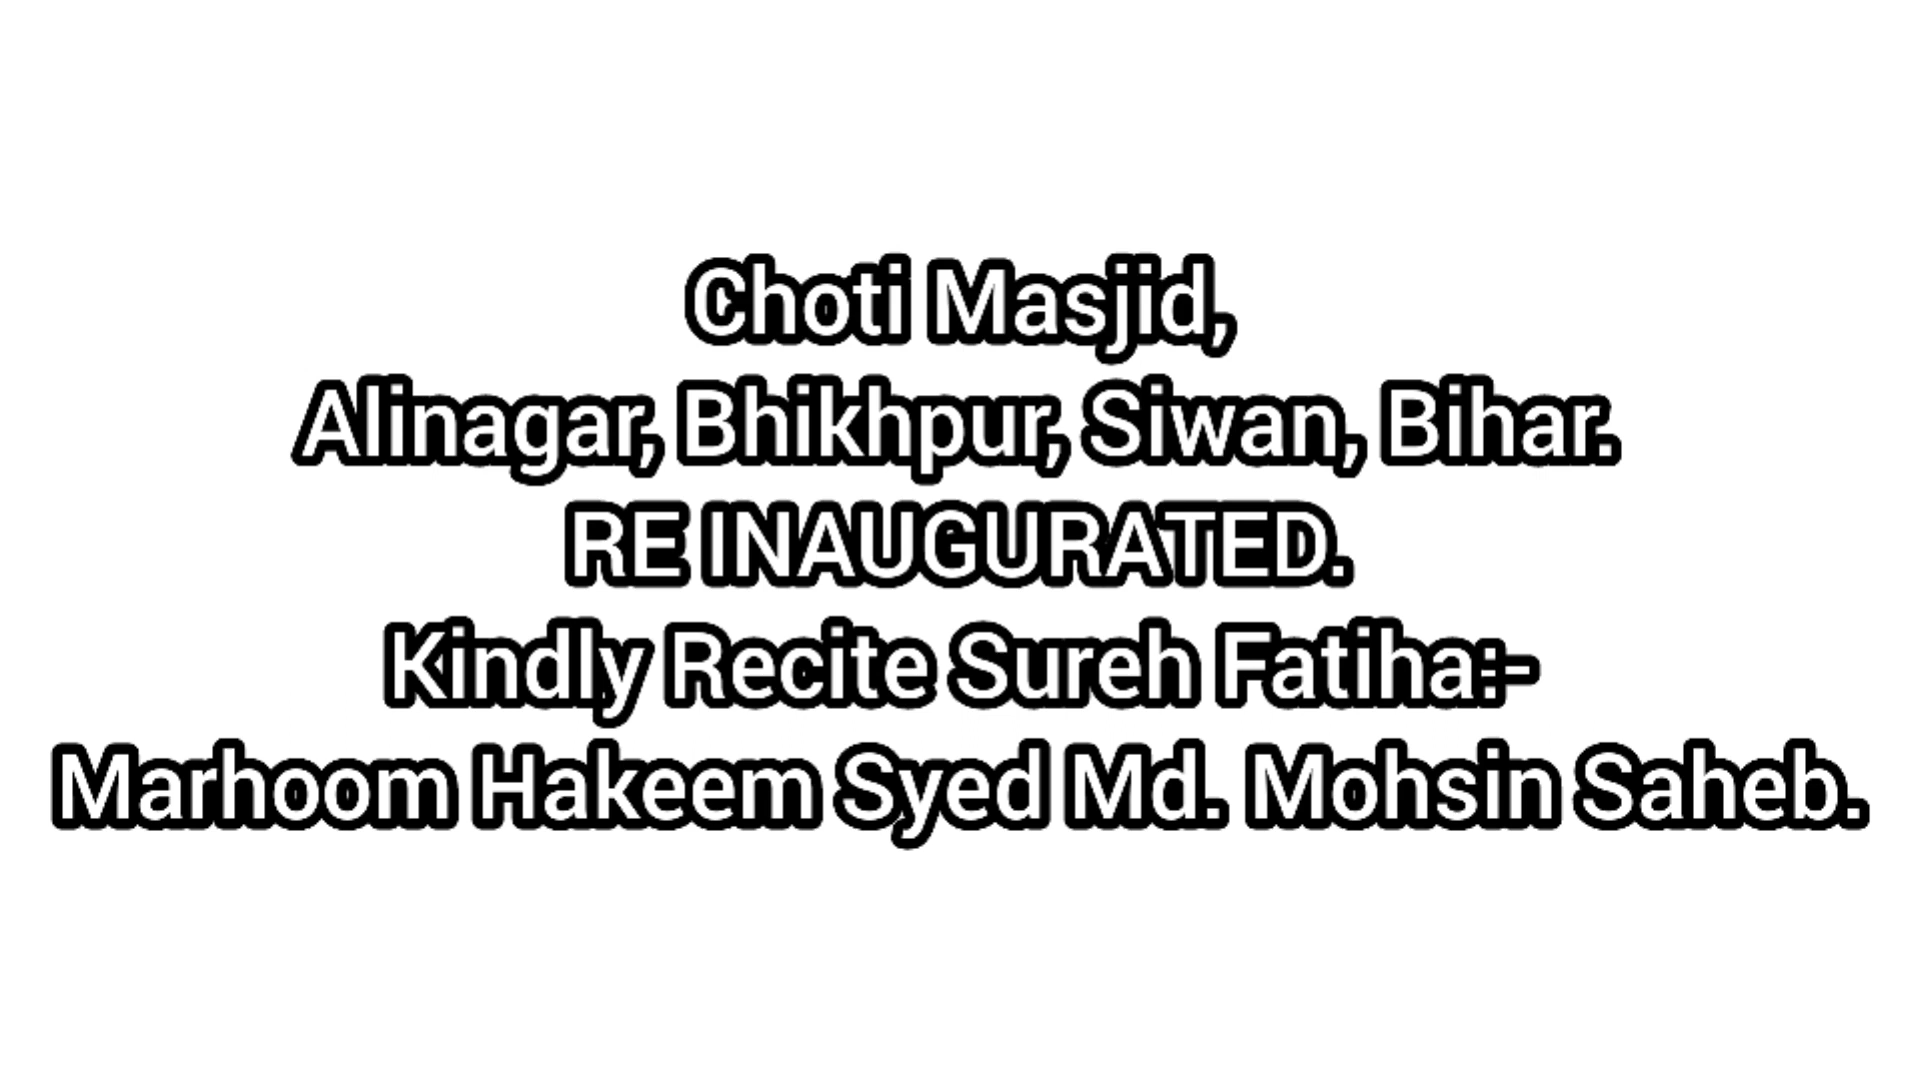 Choti Masjid,
Alinagar, Bhikhpur, Siwan, Bihar.
RE INAUGURATED.
Kindly Recite Sureh Fatiha:-
Marhoom Hakeem Syed Md. Mohsin Saheb.